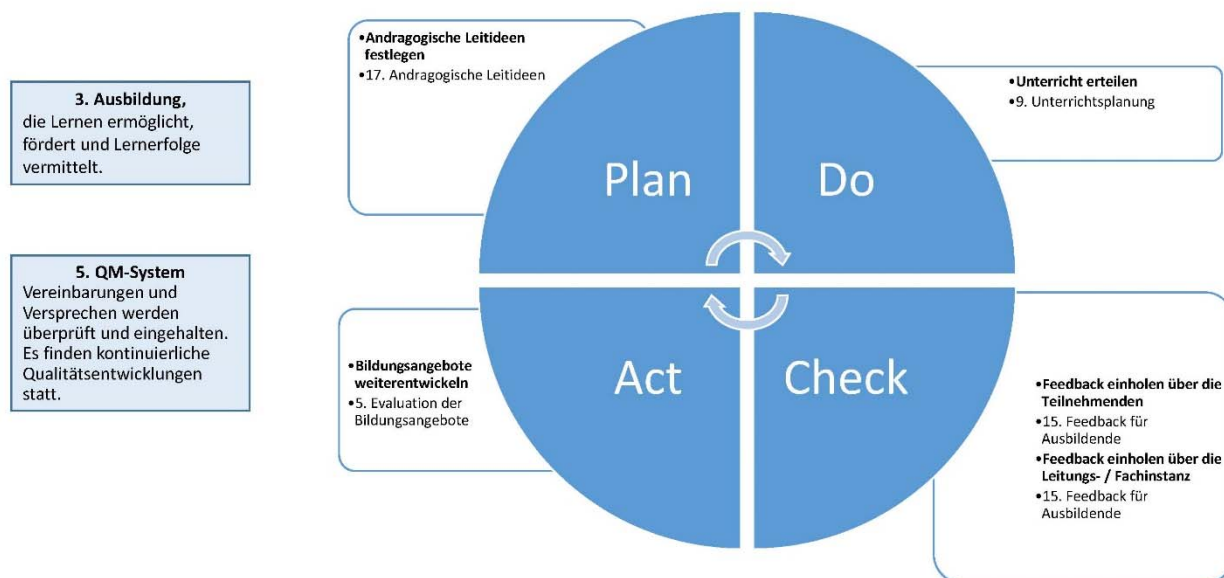 3. Ausbildung,
die Lernen ermöglicht,
fördert und Lernerfolge
vermittelt.
5. QM-System
Vereinbarungen und
Versprechen werden
überprüft und eingehalten.
Es finden kontinuierliche
Qualitätsentwicklungen
statt.
•Andragogische Leitideen
festlegen
•17. Andragogische Leitideen
Plan
Do
•Unterricht erteilen
•9. Unterrichtsplanung
•Bildungsangebote
weiterentwickeln
•5. Evaluation der
Bildungsangebote
Act
Check
•Feedback einholen über die
Teilnehmenden
•15. Feedback für
Ausbildende
•Feedback einholen über die
Leitungs- / Fachinstanz
•15. Feedback für
Ausbildende